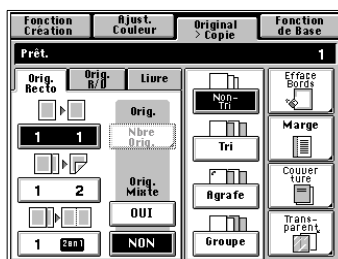 Fonction Création
Ajust. Couleur
Original > Copie
Fonction de Base
Prêt.
1
Orig. Recto
Orig. R/V
Livre
1 1
1 2
1 2en1
Orig.
Nbre Orig.
Orig. Mixte
OUI
NON
Non-Tri
Tri
Agrafe
Groupe
Efface Bords
Marge
Couver ture
Trans- parent